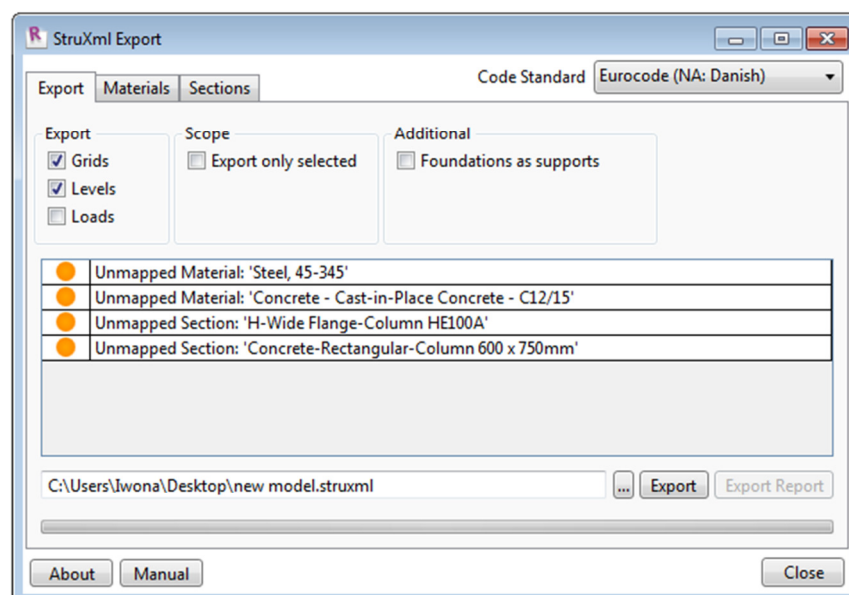 StruXml Export
Code Standard Eurocode (NA: Danish)
Export Materials Sections
Export Scope Additional
Grids Export only selected Foundations as supports
Levels
Loads
Unmapped Material: 'Steel, 45-345'
Unmapped Material: 'Concrete - Cast-in-Place Concrete - C12/15'
Unmapped Section: 'H-Wide Flange-Column HE100A'
Unmapped Section: 'Concrete-Rectangular-Column 600 x 750mm'
C:\Users\Iwona\Desktop\new model.struxml ... Export Export Report
About Manual Close